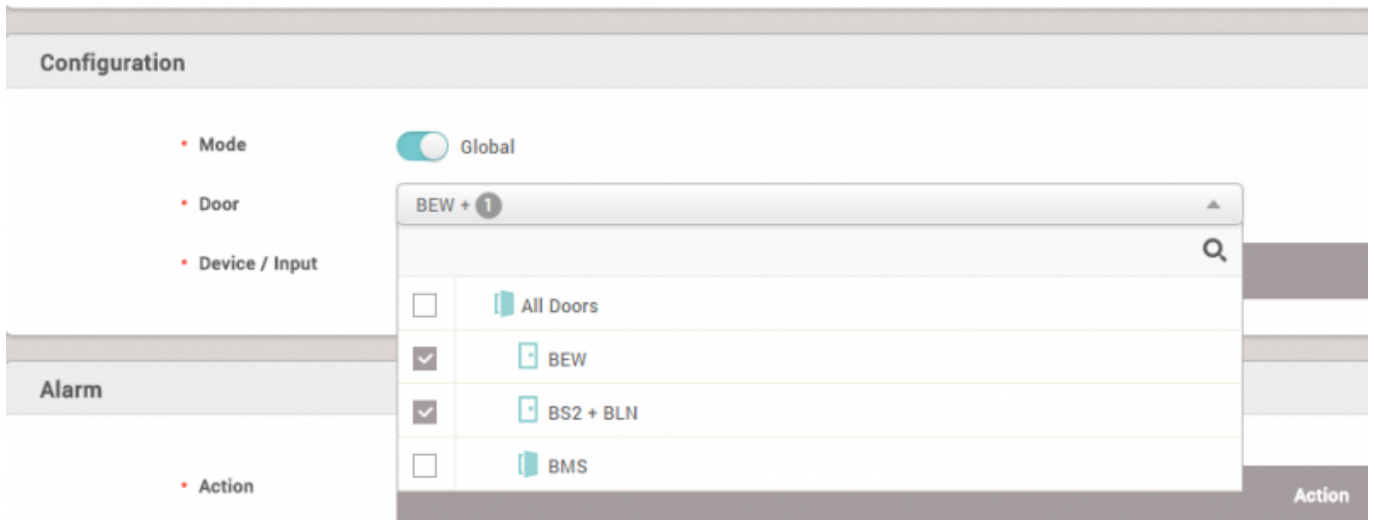 Configuration
• Mode Global
• Door BEW + 1
• Device / Input
All Doors
BEW
Alarm
BS2 + BLN
BMS
• Action
Action